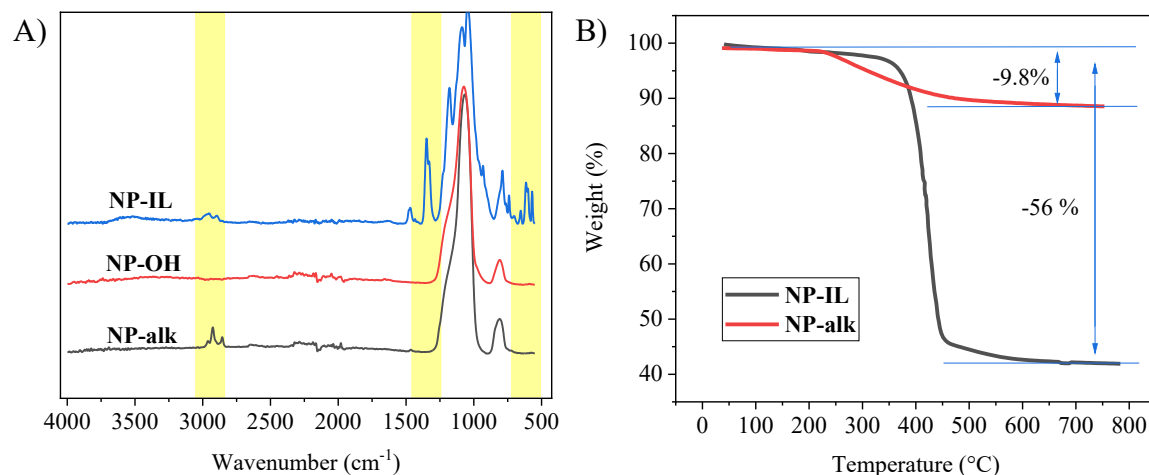 A)
NP-IL
NP-OH
NP-alk
4000 3500 3000 2500 2000 1500 1000 500
Wavenumber (cm-1)
B)
100
90
80
70
60
50
40
Weight (%)
-9.8%
-56 %
NP-IL
NP-alk
0 100 200 300 400 500 600 700 800
Temperature (°C)